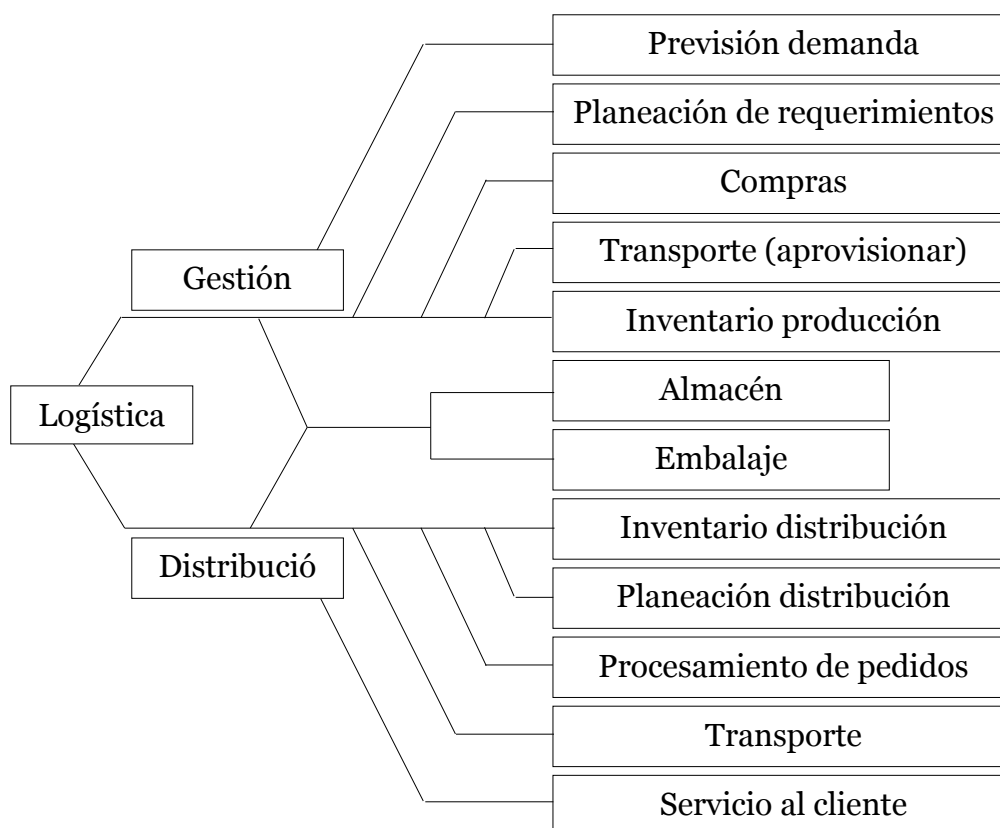 Previsión demanda
Planeación de requerimientos
Compras
Transporte (aprovisionar)
Gestión
Inventario producción
Almacén
Logística
Embalaje
Inventario distribución
Distribució
Planeación distribución
Procesamiento de pedidos
Transporte
Servicio al cliente